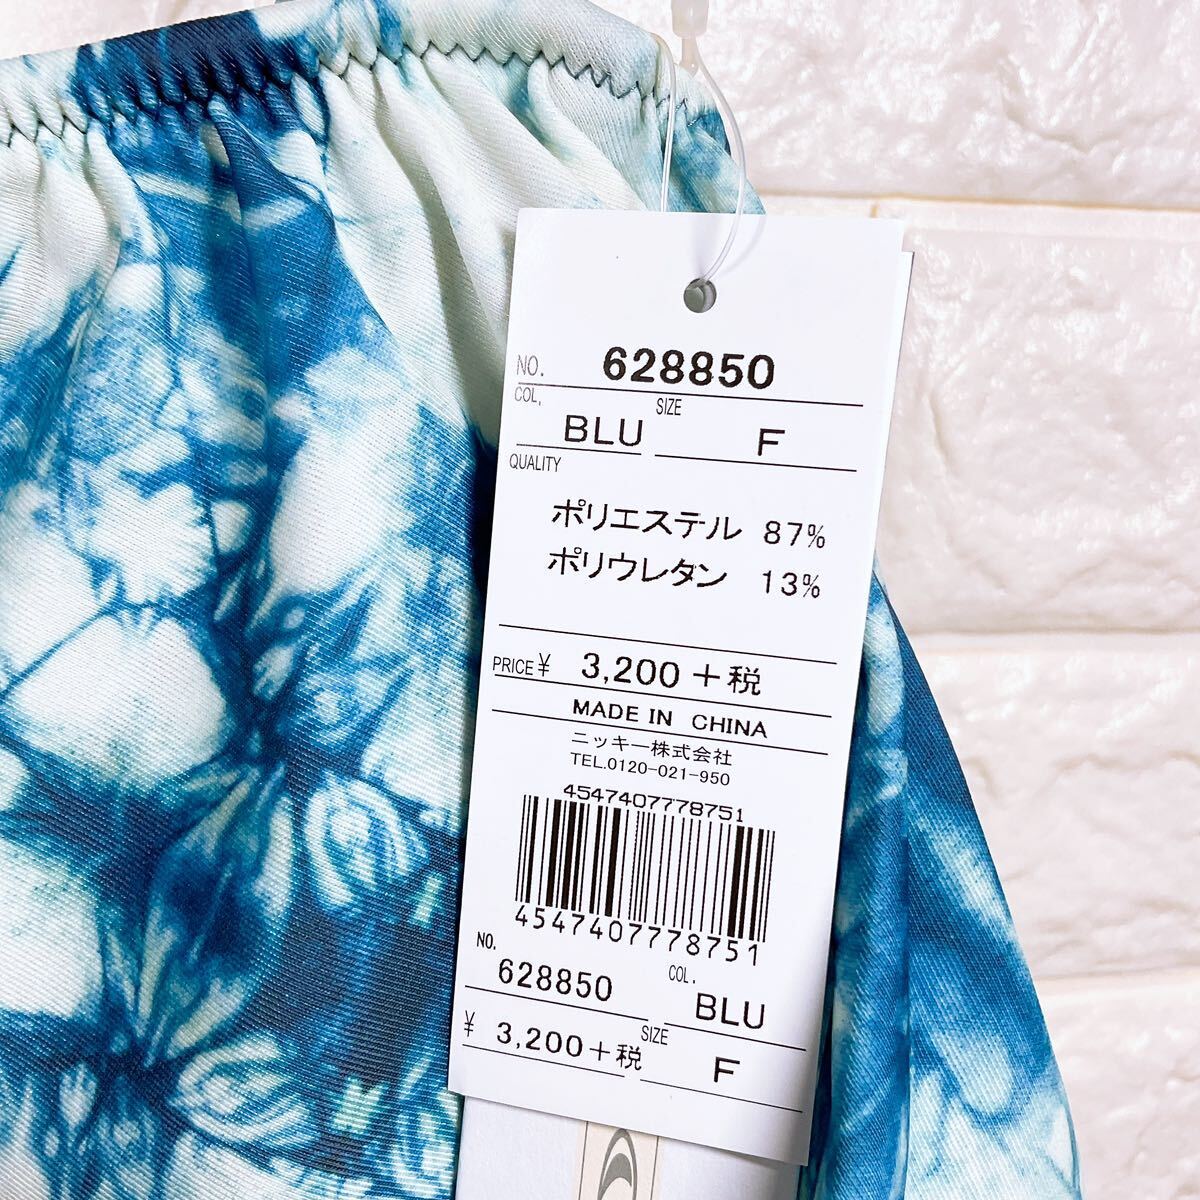 NO. 628850
COL. SIZE
BLU F
QUALITY
ポリエステル 87%
ポリウレタン 13%
PRICE ¥ 3,200+税
MADE IN CHINA
ニッキー株式会社
TEL.0120-021-950
4547407778751
4547407778751
NO. COL.
628850 BLU
¥ 3,200+税 SIZE F